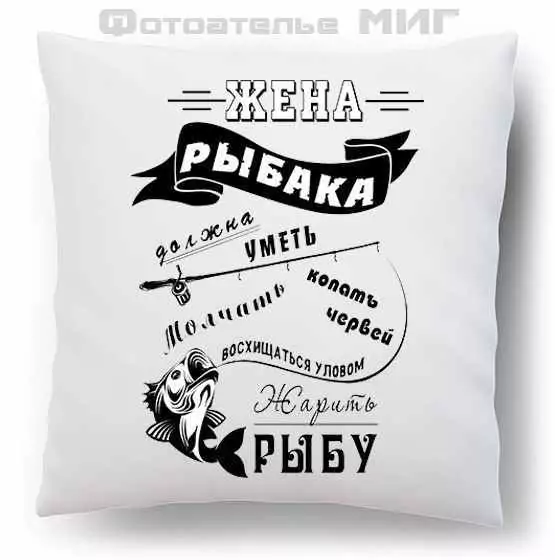 Фотоателье МИГ
ЖЕНА
РЫБАКА
должна
УМЕТЬ
Молчать
копать
червей
ВОСХИЩАТЬСЯ УЛОВОМ
Жарить
РЫБУ